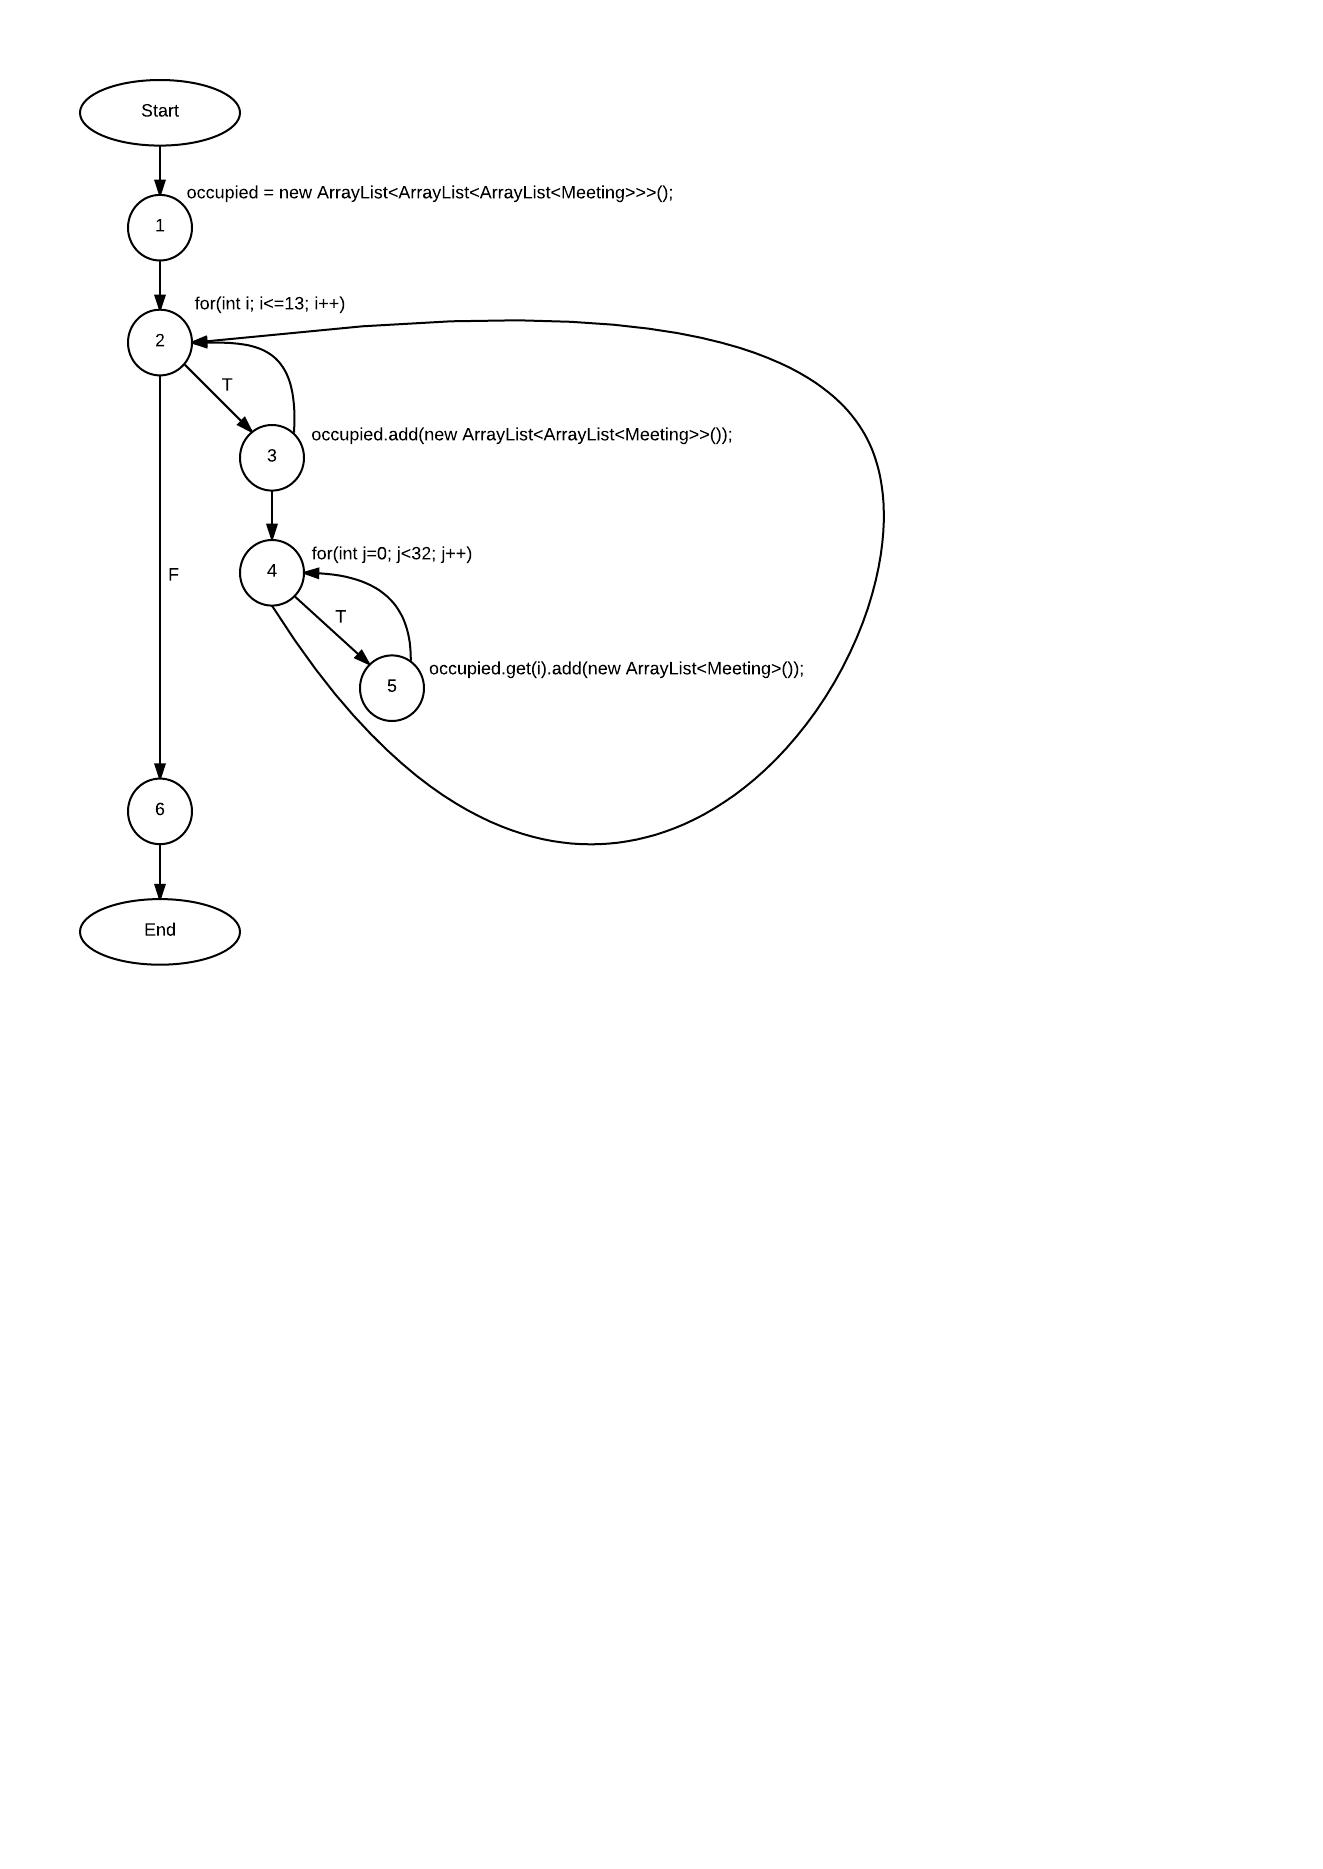 Start
occupied = new ArrayList<ArrayList<ArrayList<Meeting>>>();
1
for(int i; i<=13; i++)
2
T
occupied.add(new ArrayList<ArrayList<Meeting>>());
3
for(int j=0; j<32; j++)
4
F
T
occupied.get(i).add(new ArrayList<Meeting>());
5
6
End